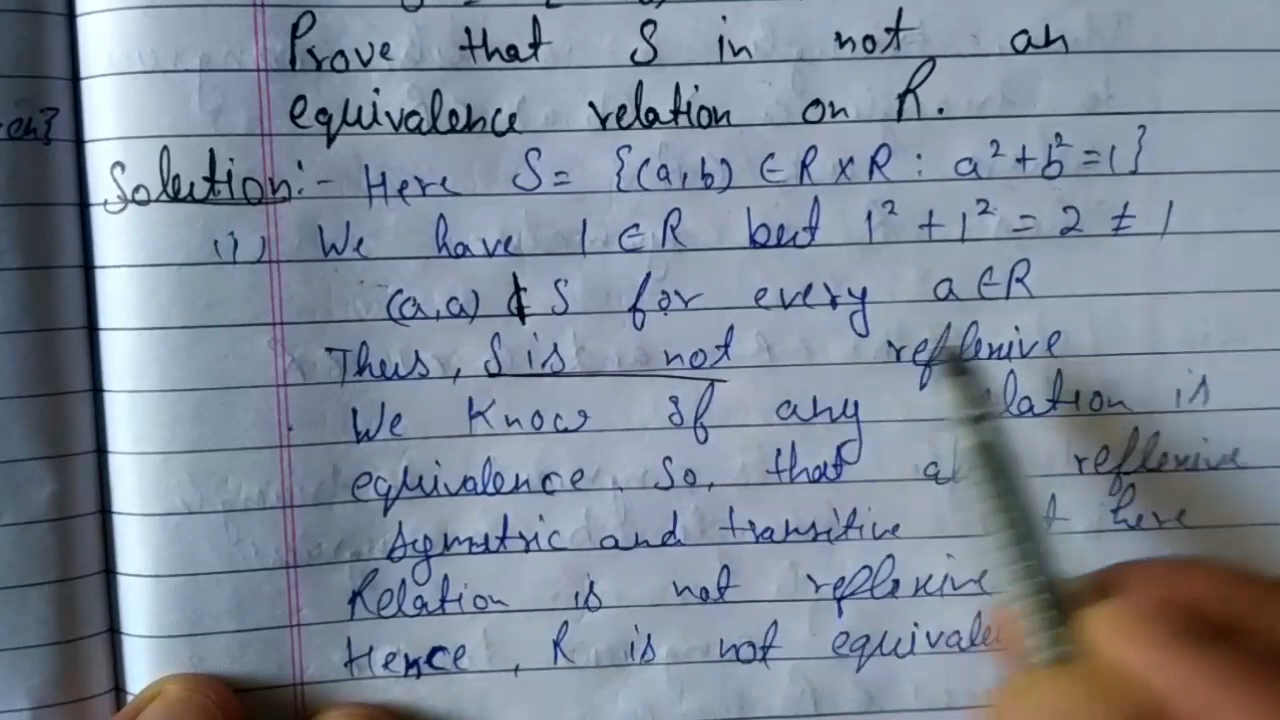 Prove that S in not an
equivalence relation on R.
Solution:- Here S = {(a,b) ∈ R x R : a² + b² = 1}
(i) We have 1 ∈ R but 1² + 1² = 2 ≠ 1
(a,a) ∉ S for every a ∈ R
Thus, S is not reflexive
We Know If any lation is
equivalence. So, that a reflexive
Symmetric and transitive here
Relation is not reflexive
Hence, R is not equivale